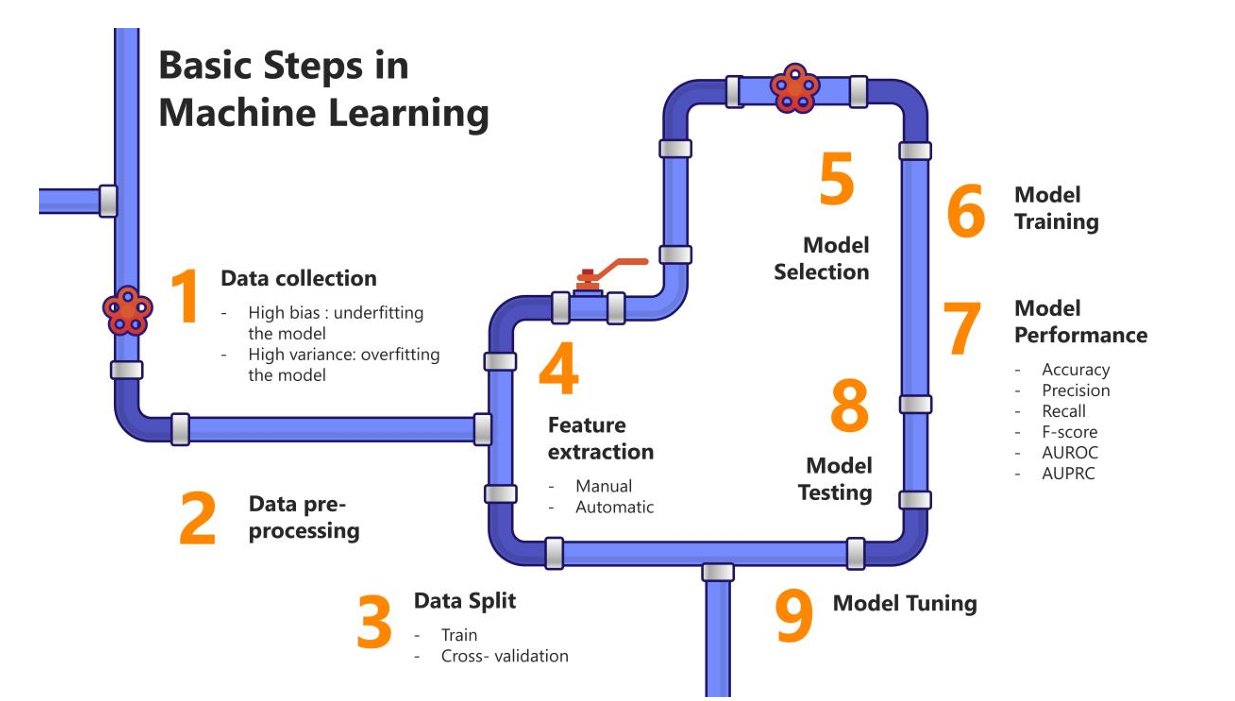 Basic Steps in
Machine Learning
1
Data collection
- High bias : underfitting
the model
- High variance: overfitting
the model
2
Data pre-
processing
3
Data Split
- Train
- Cross- validation
4
Feature
extraction
- Manual
- Automatic
5
Model
Selection
6
Model
Training
7
Model
Performance
- Accuracy
- Precision
- Recall
- F-score
- AUROC
- AUPRC
8
Model
Testing
9
Model Tuning